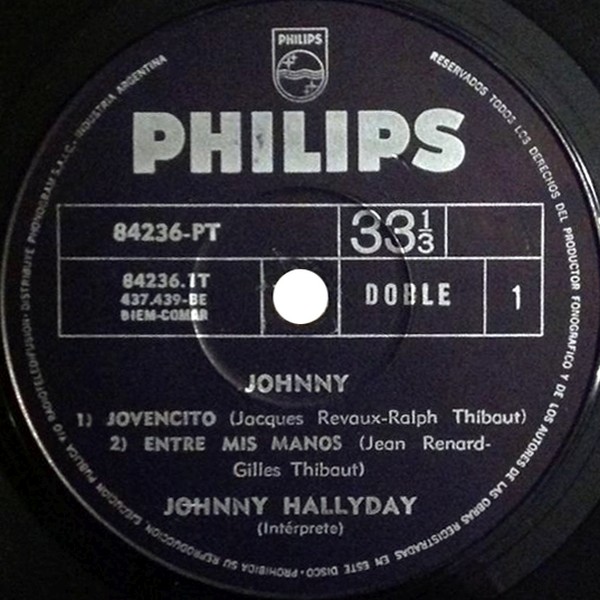 PHILIPS
PHILIPS
84236-PT
33⅓
84236.1T
437.439-BE
BIEM-COMAR
DOBLE
1
JOHNNY
1) JOVENCITO (Jacques Revaux-Ralph Thibaut)
2) ENTRE MIS MANOS (Jean Renard-
Gilles Thibaut)
JOHNNY HALLYDAY
(Intérprete)
RESERVADOS TODOS LOS DERECHOS DEL PRODUCTOR FONOGRAFICO Y DE LOS AUTORES DE LAS OBRAS REGISTRADAS EN ESTE DISCO · PROHIBIDA SU REPRODUCCION, EJECUCION PUBLICA Y/O RADIOTELEDIFUSION · DISTRIBUYE PHONOGRAM S.A.I.C. INDUSTRIA ARGENTINA